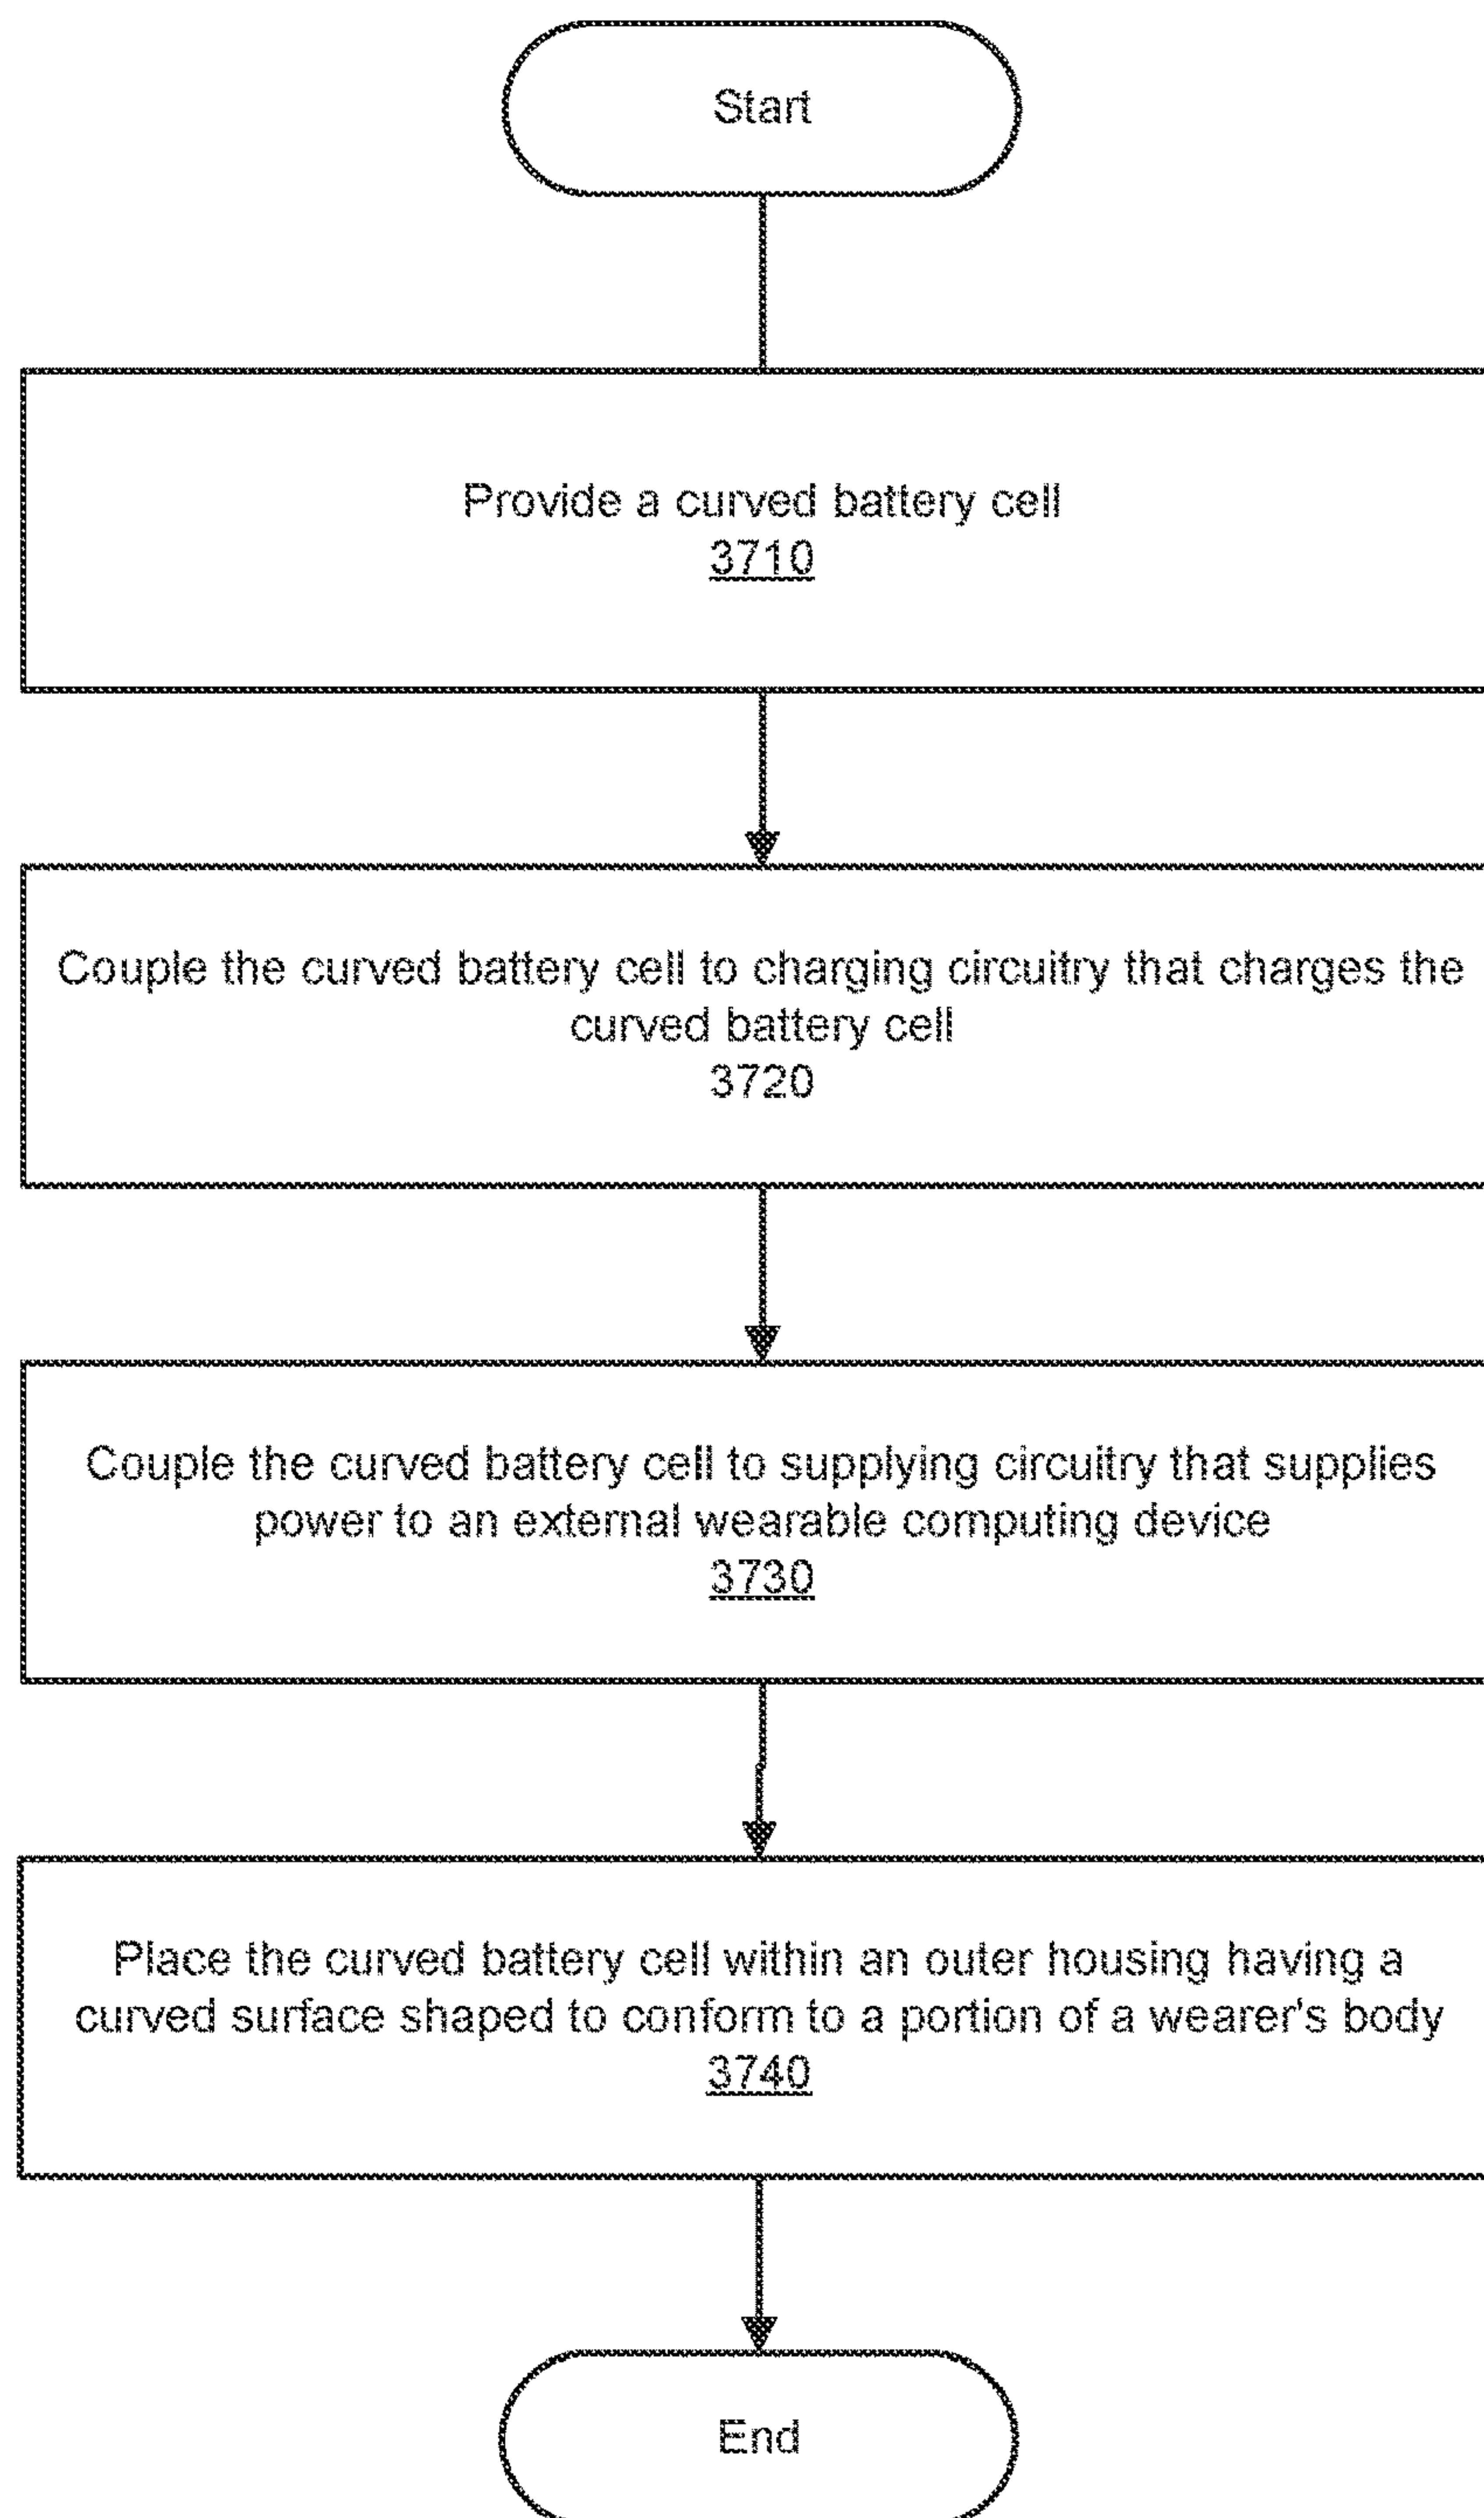 Start
Provide a curved battery cell
3710
Couple the curved battery cell to charging circuitry that charges the
curved battery cell
3720
Couple the curved battery cell to supplying circuitry that supplies
power to an external wearable computing device
3730
Place the curved battery cell within an outer housing having a
curved surface shaped to conform to a portion of a wearer's body
3740
End